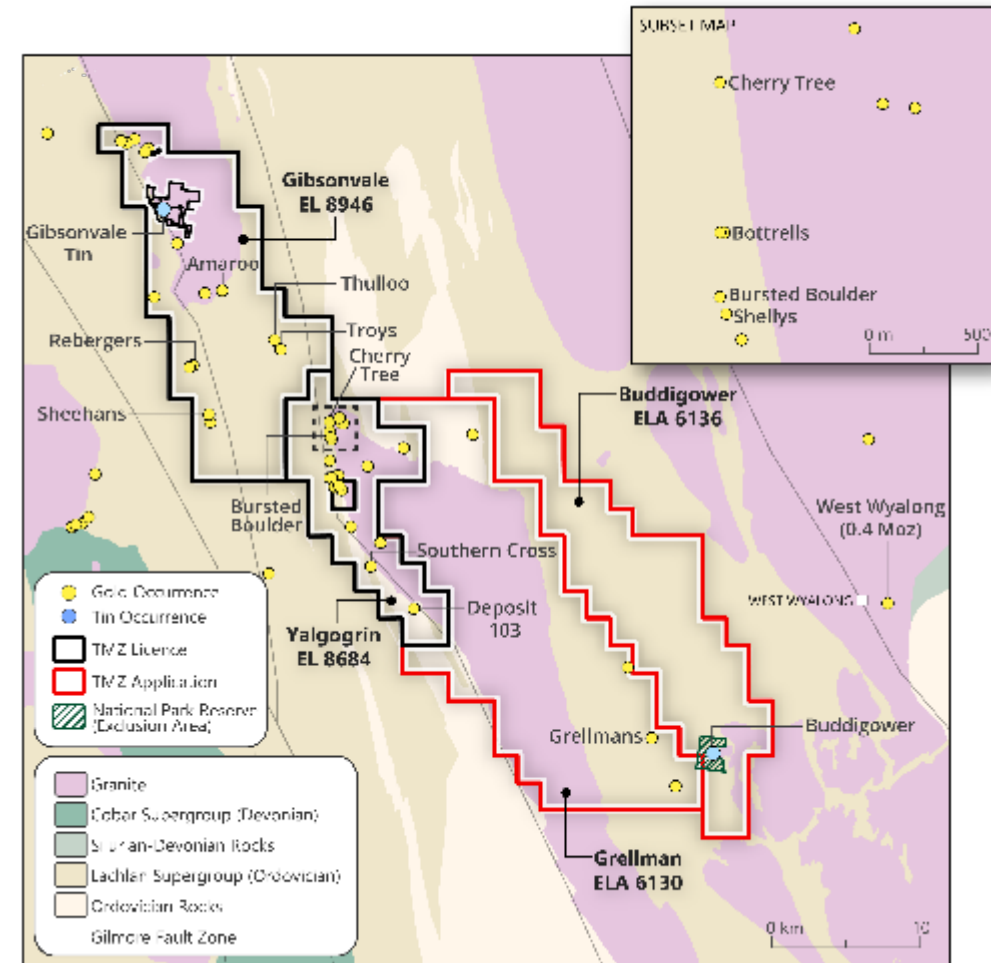 SUBSET MAP
Cherry Tree
Bottrells
Bursted Boulder
Shellys
0 m
500
Gibsonvale
EL 8946
Gibsonvale
Tin
Amaroo
Thulloo
Rebergers
Troys
Cherry
Tree
Sheehans
Buddigower
ELA 6136
Bursted
Boulder
West Wyalong
(0.4 Moz)
Southern Cross
WEST WYALONG
Deposit
103
Yalgogrin
EL 8684
Grellmans
Buddigower
Grellman
ELA 6130
Gold Occurrence
Tin Occurrence
TMZ Licence
TMZ Application
National Park Reserve
(Exclusion Area)
Granite
Cobar Supergroup (Devonian)
Silurian-Devonian Rocks
Lachlan Supergroup (Ordovician)
Ordovician Rocks
Gilmore Fault Zone
0 km
10